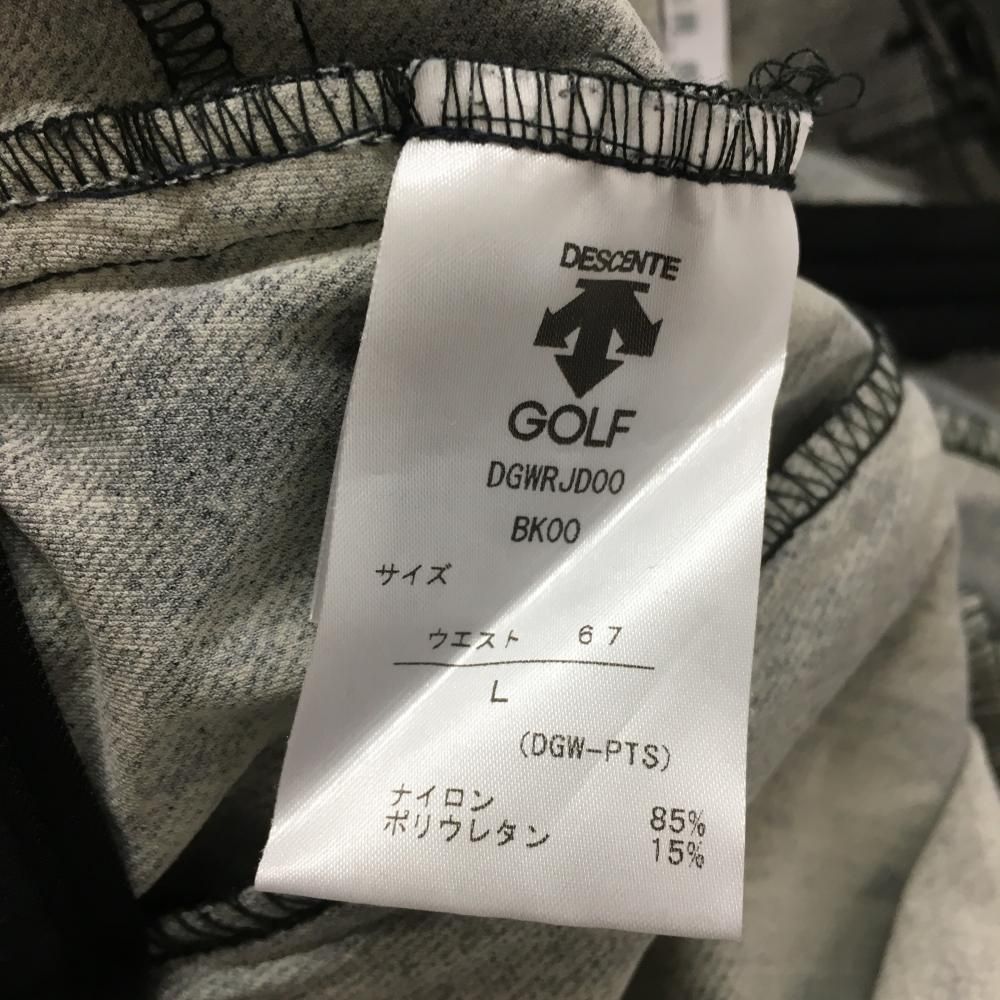 DESCENTE
GOLF
DGWRJD00
BK00
サイズ
ウエスト 67
L
(DGW-PTS)
ナイロン 85%
ポリウレタン 15%